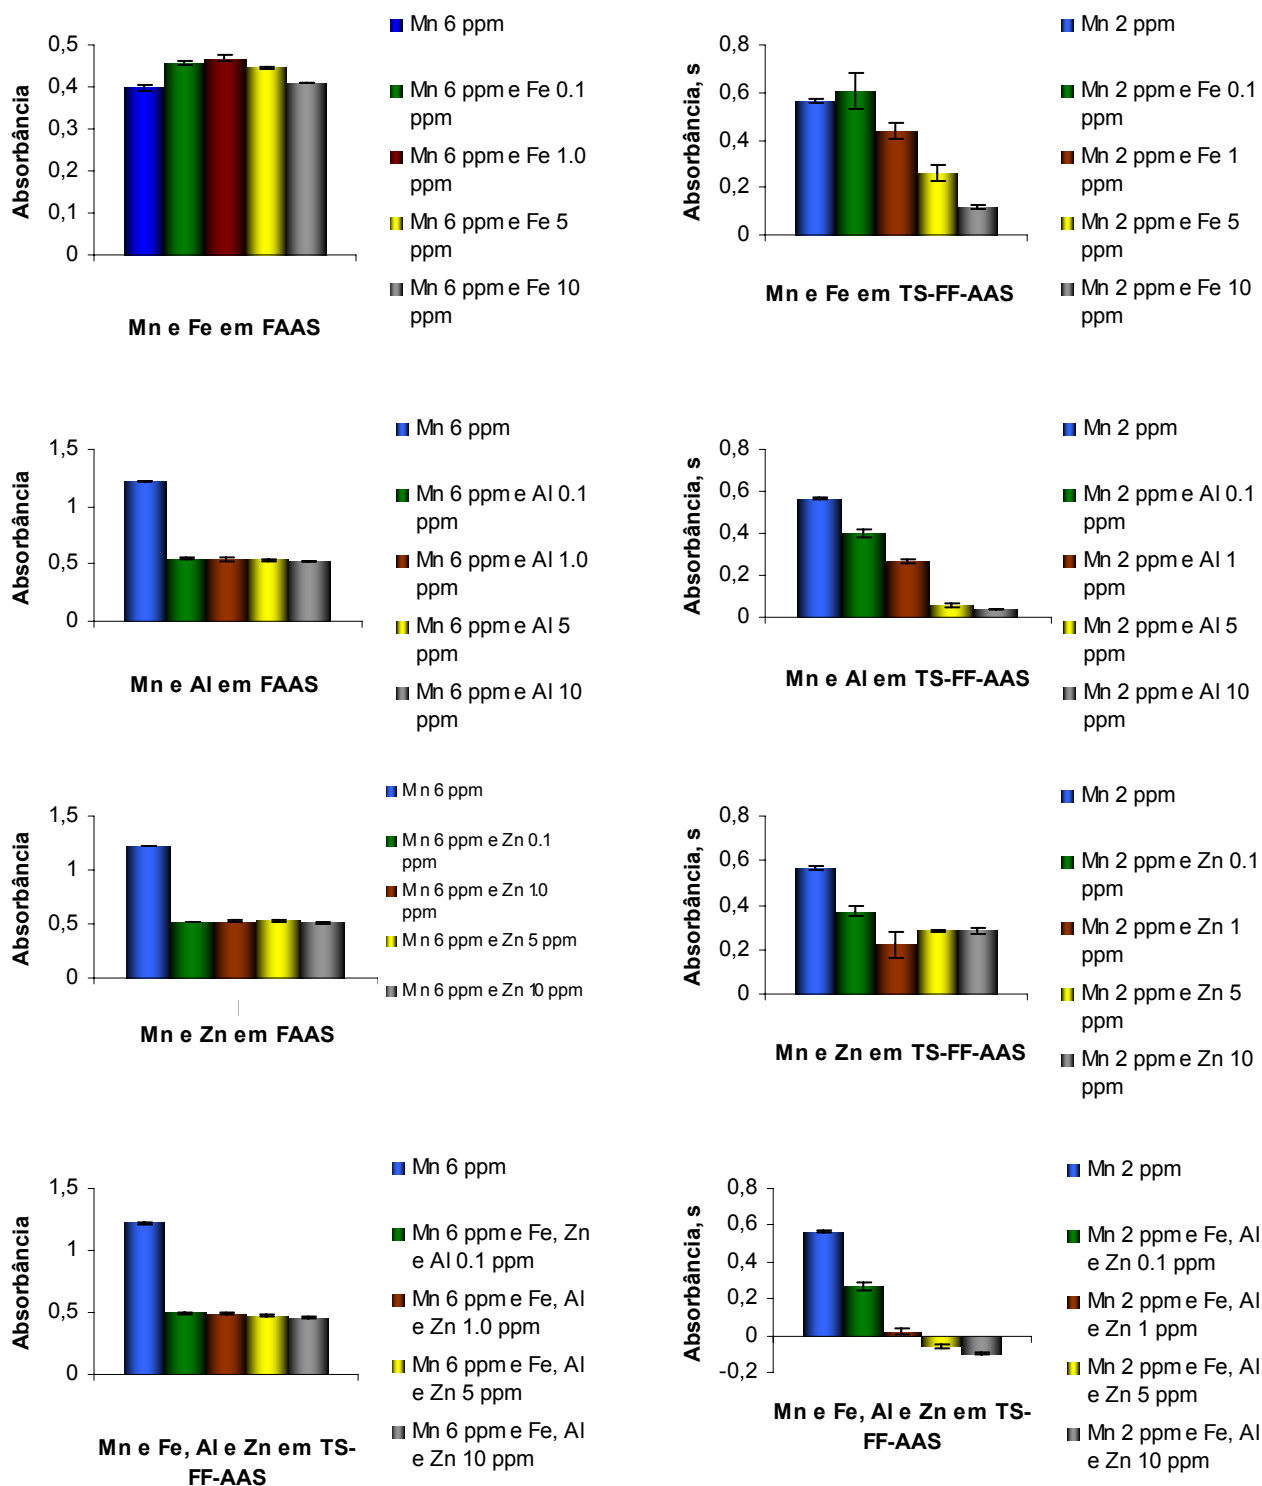 Absorbância
0,5
0,4
0,3
0,2
0,1
0
Mn e Fe em FAAS
Mn 6 ppm
Mn 6 ppm e Fe 0.1
ppm
Mn 6 ppm e Fe 1.0
ppm
Mn 6 ppm e Fe 5
ppm
Mn 6 ppm e Fe 10
ppm
Absorbância, s
0,8
0,6
0,4
0,2
0
Mn e Fe em TS-FF-AAS
Mn 2 ppm
Mn 2 ppm e Fe 0.1
ppm
Mn 2 ppm e Fe 1
ppm
Mn 2 ppm e Fe 5
ppm
Mn 2 ppm e Fe 10
ppm
Absorbância
1,5
1
0,5
0
Mn e Al em FAAS
Mn 6 ppm
Mn 6 ppm e Al 0.1
ppm
Mn 6 ppm e Al 1.0
ppm
Mn 6 ppm e Al 5
ppm
Mn 6 ppm e Al 10
ppm
Absorbância, s
0,8
0,6
0,4
0,2
0
Mn e Al em TS-FF-AAS
Mn 2 ppm
Mn 2 ppm e Al 0.1
ppm
Mn 2 ppm e Al 1
ppm
Mn 2 ppm e Al 5
ppm
Mn 2 ppm e Al 10
ppm
Absorbância
1,5
1
0,5
0
Mn e Zn em FAAS
Mn 6 ppm
Mn 6 ppm e Zn 0.1
ppm
Mn 6 ppm e Zn 1.0
ppm
Mn 6 ppm e Zn 5 ppm
Mn 6 ppm e Zn 10 ppm
Absorbância, s
0,8
0,6
0,4
0,2
0
Mn e Zn em TS-FF-AAS
Mn 2 ppm
Mn 2 ppm e Zn 0.1
ppm
Mn 2 ppm e Zn 1
ppm
Mn 2 ppm e Zn 5
ppm
Mn 2 ppm e Zn 10
ppm
Absorbância
1,5
1
0,5
0
Mn e Fe, Al e Zn em TS-
FF-AAS
Mn 6 ppm
Mn 6 ppm e Fe, Zn
e Al 0.1 ppm
Mn 6 ppm e Fe, Al
e Zn 1.0 ppm
Mn 6 ppm e Fe, Al
e Zn 5 ppm
Mn 6 ppm e Fe, Al
e Zn 10 ppm
Absorbância, s
0,8
0,6
0,4
0,2
0
-0,2
Mn e Fe, Al e Zn em TS-
FF-AAS
Mn 2 ppm
Mn 2 ppm e Fe, Al
e Zn 0.1 ppm
Mn 2 ppm e Fe, Al
e Zn 1 ppm
Mn 2 ppm e Fe, Al
e Zn 5 ppm
Mn 2 ppm e Fe, Al
e Zn 10 ppm